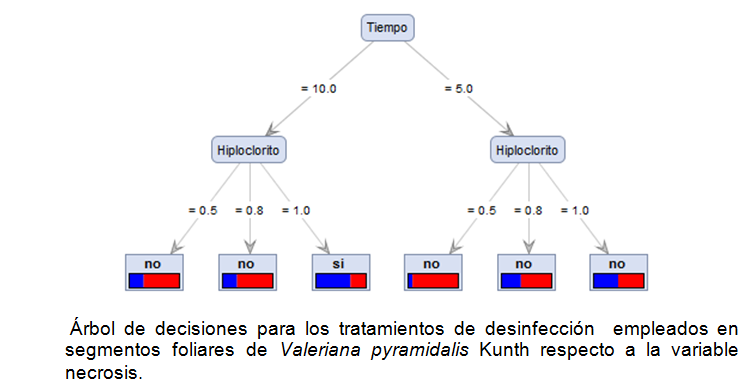 Tiempo
= 10.0
= 5.0
Hiploclorito
Hiploclorito
= 0.5
= 0.8
= 1.0
= 0.5
= 0.8
= 1.0
no
no
si
no
no
no
Árbol de decisiones para los tratamientos de desinfección empleados en
segmentos foliares de Valeriana pyramidalis Kunth respecto a la variable
necrosis.